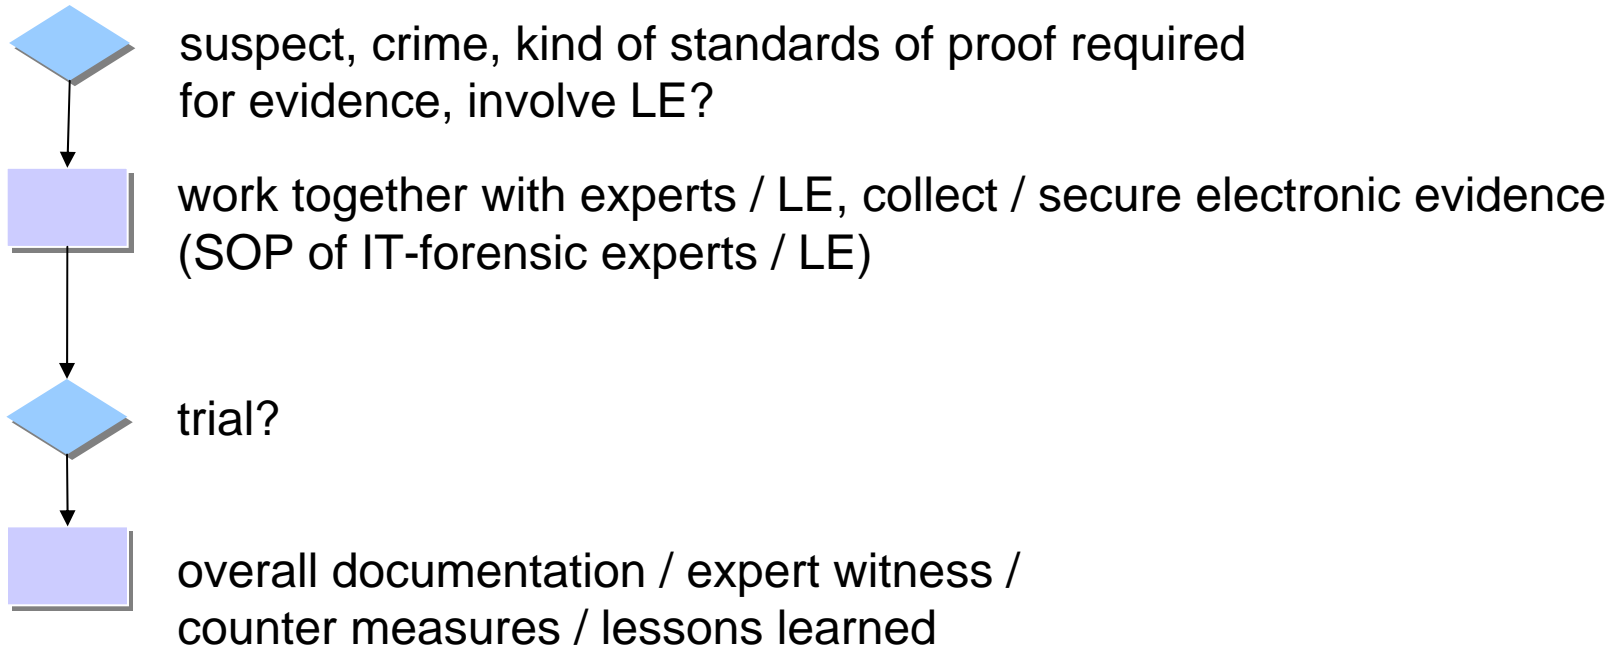 suspect, crime, kind of standards of proof required
for evidence, involve LE?
work together with experts / LE, collect / secure electronic evidence
(SOP of IT-forensic experts / LE)
trial?
overall documentation / expert witness /
counter measures / lessons learned